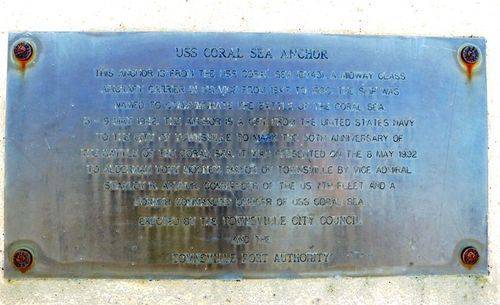 USS CORAL SEA ANCHOR
THIS ANCHOR IS FROM THE USS CORAL SEA A MIDWAY CLASS
AIRCRAFT CARRIER FROM 1947 TO THE SHIP WAS
NAMED TO COMMEMORATE THE BATTLE OF THE CORAL SEA
THE ANCHOR IS A GIFT FROM THE UNITED STATES NAVY
TO THE CITY OF TOWNSVILLE TO MARK THE 50TH ANNIVERSARY OF
THE BATTLE OF THE CORAL SEA. IT WAS PRESENTED ON THE 8 MAY 1992
TO ALDERMAN TONY MOONEY MAYOR OF TOWNSVILLE BY VICE ADMIRAL
STANLEY R ARTHUR COMMANDER OF THE US 7TH FLEET AND A
FORMER COMMANDING OFFICER OF USS CORAL SEA
ERECTED BY THE TOWNSVILLE CITY COUNCIL
AND THE
TOWNSVILLE PORT AUTHORITY